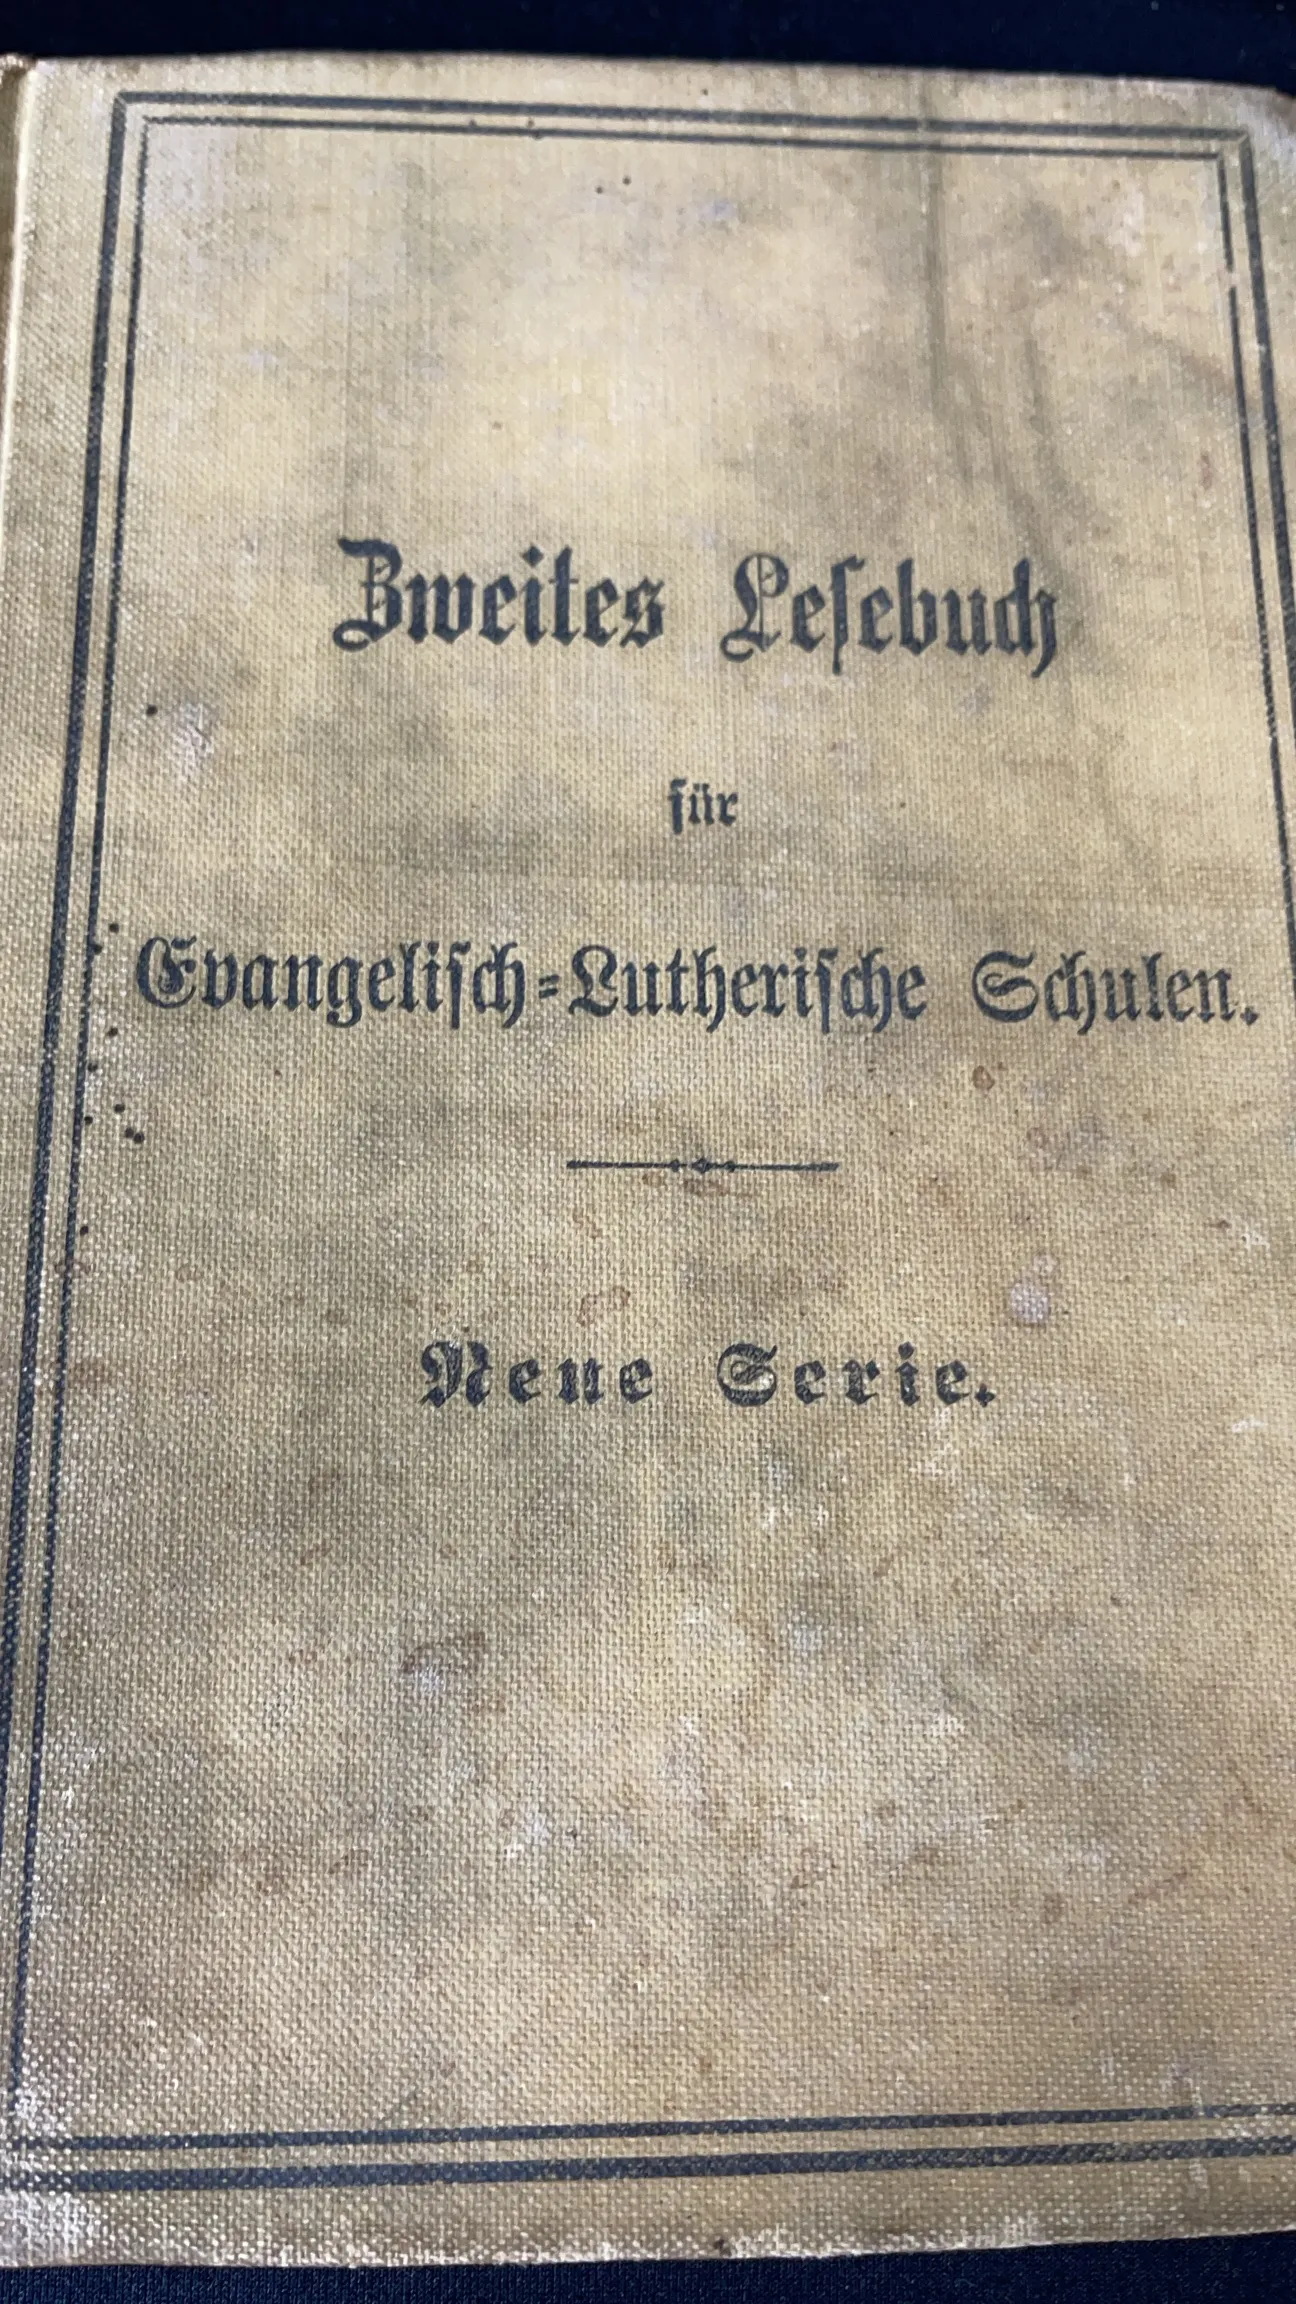 Zweites Leſebuch
für
Evangeliſch=Lutheriſche Schulen.
Neue Serie.